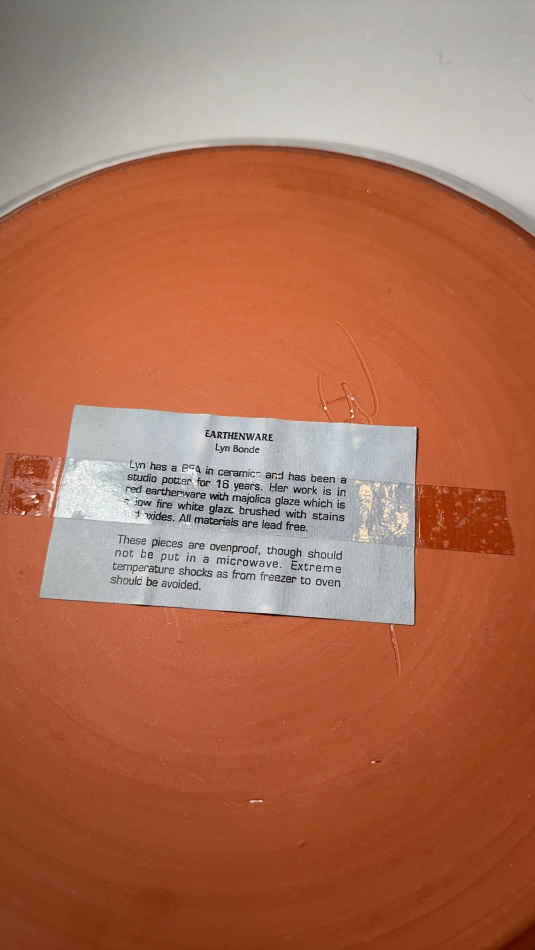 EARTHENWARE
Lyn Bonde
Lyn has a BFA in ceramics and has been a
studio potter for 16 years. Her work is in
red earthenware with majolica glaze which is
low fire white glaze brushed with stains
oxides. All materials are lead free.
These pieces are ovenproof, though should
not be put in a microwave. Extreme
temperature shocks as from freezer to oven
should be avoided.